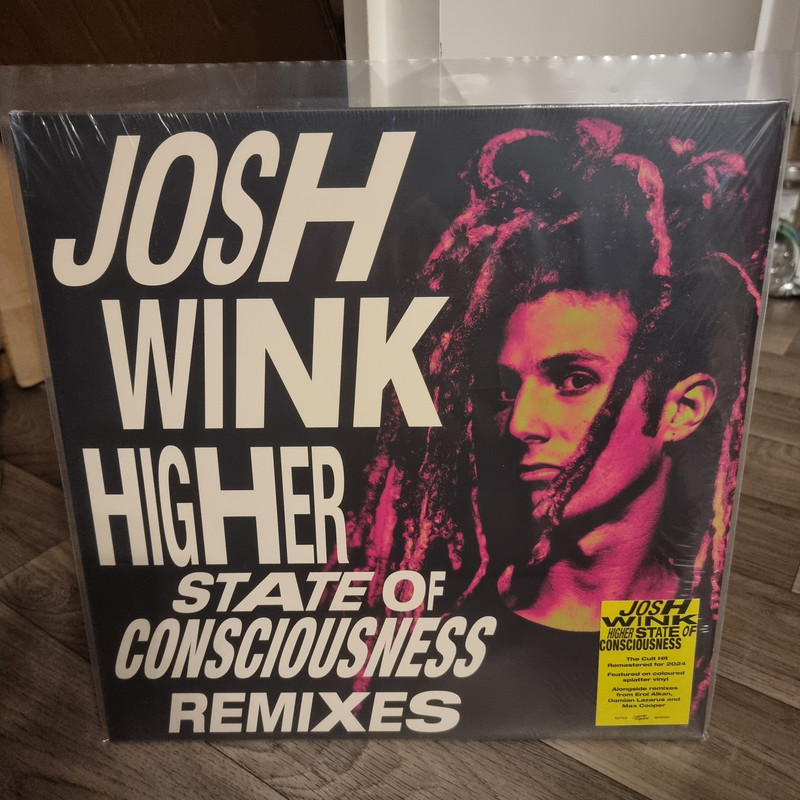 JOSH
WINK
HIGHER
STATE OF
CONSCIOUSNESS
REMIXES
JOSH
WINK
HIGHER STATE OF
CONSCIOUSNESS
The Cult Hit
Remastered for 2024
Featured on coloured
splatter vinyl
Alongside remixes
from Erol Alkan,
Damian Lazarus and
Max Cooper